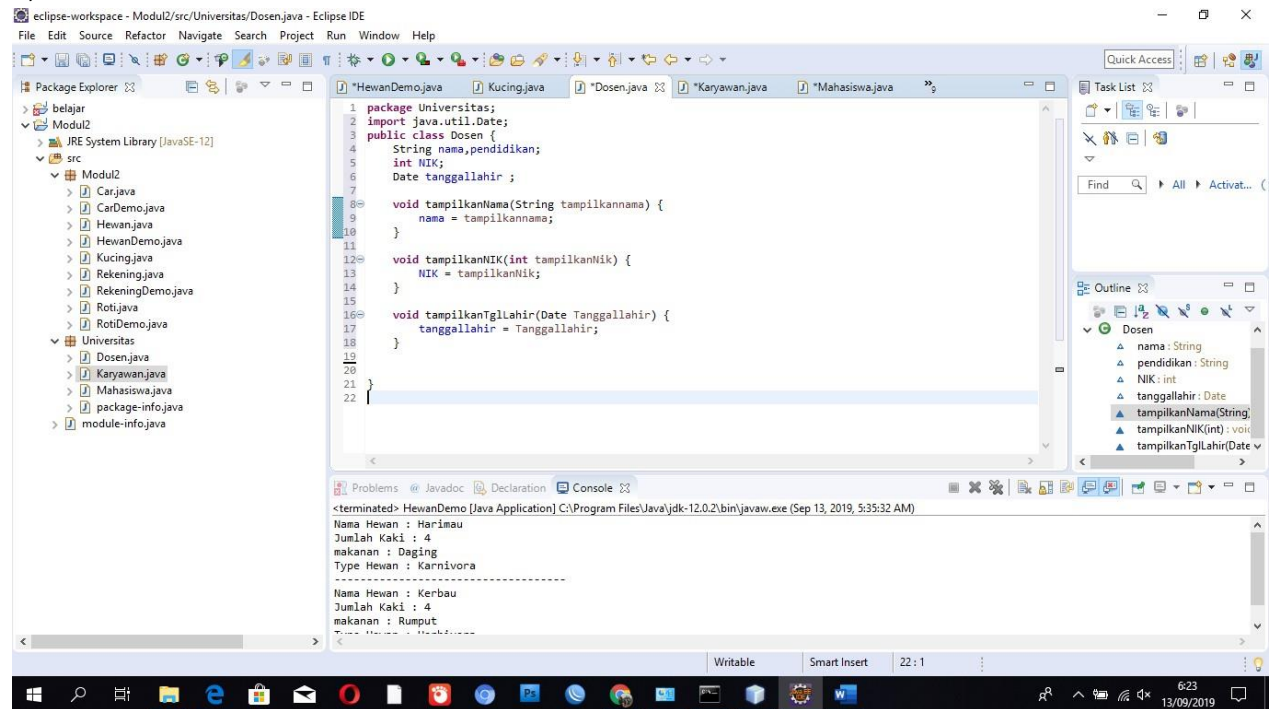 eclipse-workspace - Modul2/src/Universitas/Dosen.java - Eclipse IDE
File Edit Source Refactor Navigate Search Project Run Window Help
Quick Access
Package Explorer
belajar
Modul2
JRE System Library [JavaSE-12]
src
Modul2
Car.java
CarDemo.java
Hewan.java
HewanDemo.java
Kucing.java
Rekening.java
RekeningDemo.java
Roti.java
RotiDemo.java
Universitas
Dosen.java
Karyawan.java
Mahasiswa.java
package-info.java
module-info.java
*HewanDemo.java Kucing.java *Dosen.java *Karyawan.java *Mahasiswa.java »9
1 package Universitas;
2 import java.util.Date;
3 public class Dosen {
4 String nama,pendidikan;
5 int NIK;
6 Date tanggallahir ;
7
8 void tampilkanNama(String tampilkannama) {
9 nama = tampilkannama;
10 }
11
12 void tampilkanNIK(int tampilkanNik) {
13 NIK = tampilkanNik;
14 }
15
16 void tampilkanTglLahir(Date Tanggallahir) {
17 tanggallahir = Tanggallahir;
18 }
19
20
21 }
22
Task List
Find All Activat...
Outline
Dosen
nama : String
pendidikan : String
NIK : int
tanggallahir : Date
tampilkanNama(String)
tampilkanNIK(int) : voi
tampilkanTglLahir(Date
Problems Javadoc Declaration Console
<terminated> HewanDemo [Java Application] C:\Program Files\Java\jdk-12.0.2\bin\javaw.exe (Sep 13, 2019, 5:35:32 AM)
Nama Hewan : Harimau
Jumlah Kaki : 4
makanan : Daging
Type Hewan : Karnivora
------------------------------------
Nama Hewan : Kerbau
Jumlah Kaki : 4
makanan : Rumput
Writable Smart Insert 22 : 1
6:23
13/09/2019